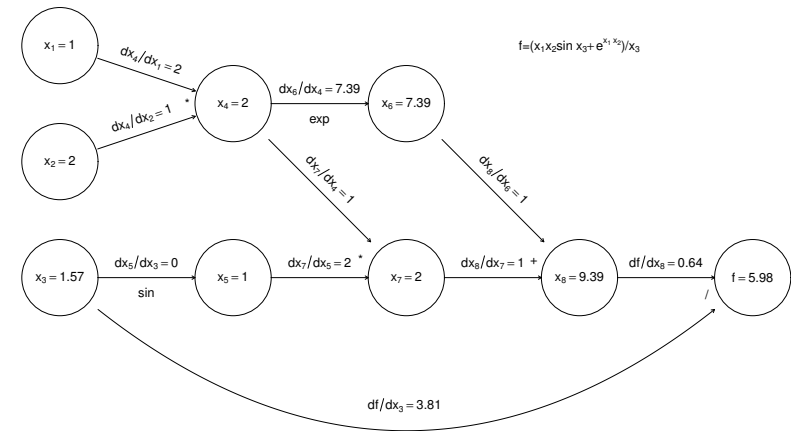 x₁ = 1
dx₄/dx₁ = 2
f=(x₁x₂sin x₃+e^{x₁ x₂})/x₃
dx₆/dx₄ = 7.39
dx₄/dx₂ = 1
*
x₄ = 2
exp
x₆ = 7.39
x₂ = 2
dx₇/dx₄ = 1
dx₈/dx₆ = 1
x₃ = 1.57
dx₅/dx₃ = 0
sin
x₅ = 1
dx₇/dx₅ = 2
*
x₇ = 2
dx₈/dx₇ = 1
+
x₈ = 9.39
df/dx₈ = 0.64
/
f = 5.98
df/dx₃ = 3.81